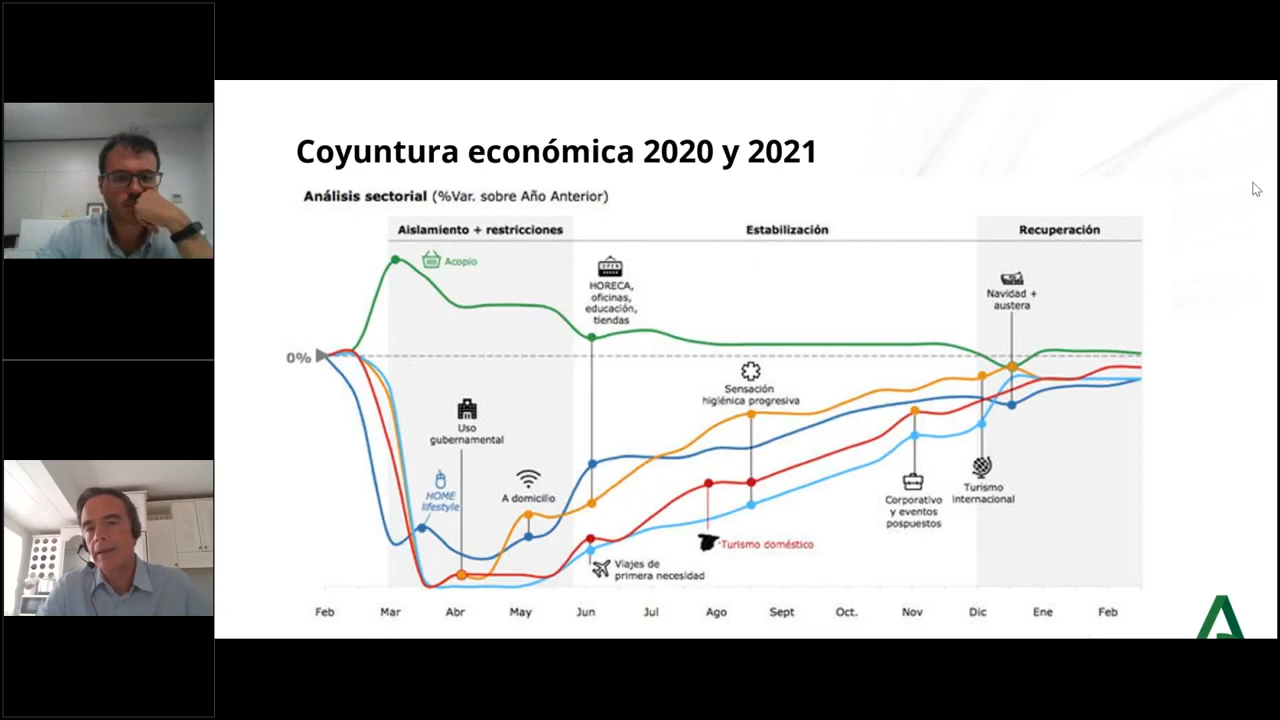 Coyuntura económica 2020 y 2021
Análisis sectorial (%Var. sobre Año Anterior)
Aislamiento + restricciones
Estabilización
Recuperación
Acopio
HORECA,
oficinas,
educación,
tiendas
Navidad +
austera
0%
Sensación
higiénica progresiva
Uso
gubernamental
HOME
lifestyle
A domicilio
Corporativo
y eventos
pospuestos
Turismo
Internacional
Turismo doméstico
Viajes de
primera necesidad
Feb Mar Abr May Jun Jul Ago Sept Oct. Nov Dic Ene Feb